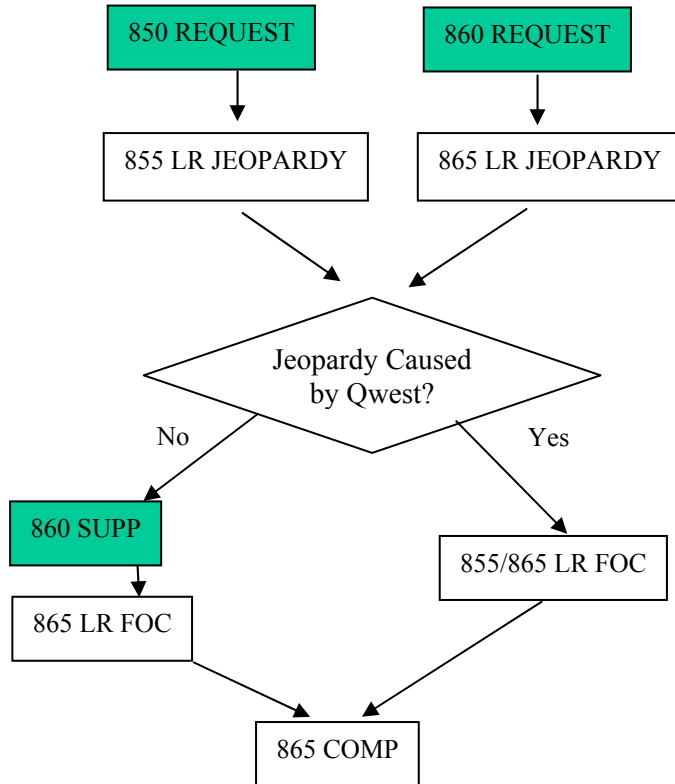 850 REQUEST
860 REQUEST
855 LR JEOPARDY
865 LR JEOPARDY
Jeopardy Caused
by Qwest?
No
Yes
860 SUPP
855/865 LR FOC
865 LR FOC
865 COMP